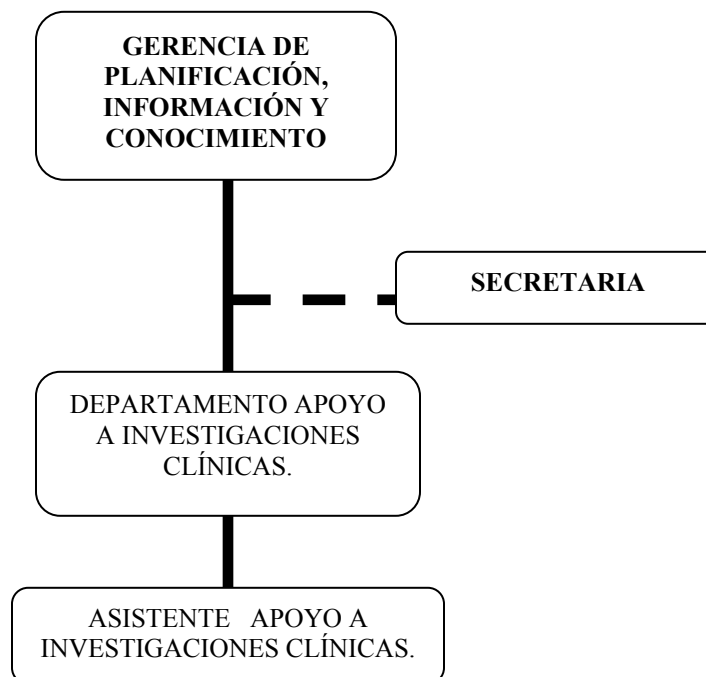 GERENCIA DE
PLANIFICACIÓN,
INFORMACIÓN Y
CONOCIMIENTO
SECRETARIA
DEPARTAMENTO APOYO
A INVESTIGACIONES
CLÍNICAS.
ASISTENTE APOYO A
INVESTIGACIONES CLÍNICAS.